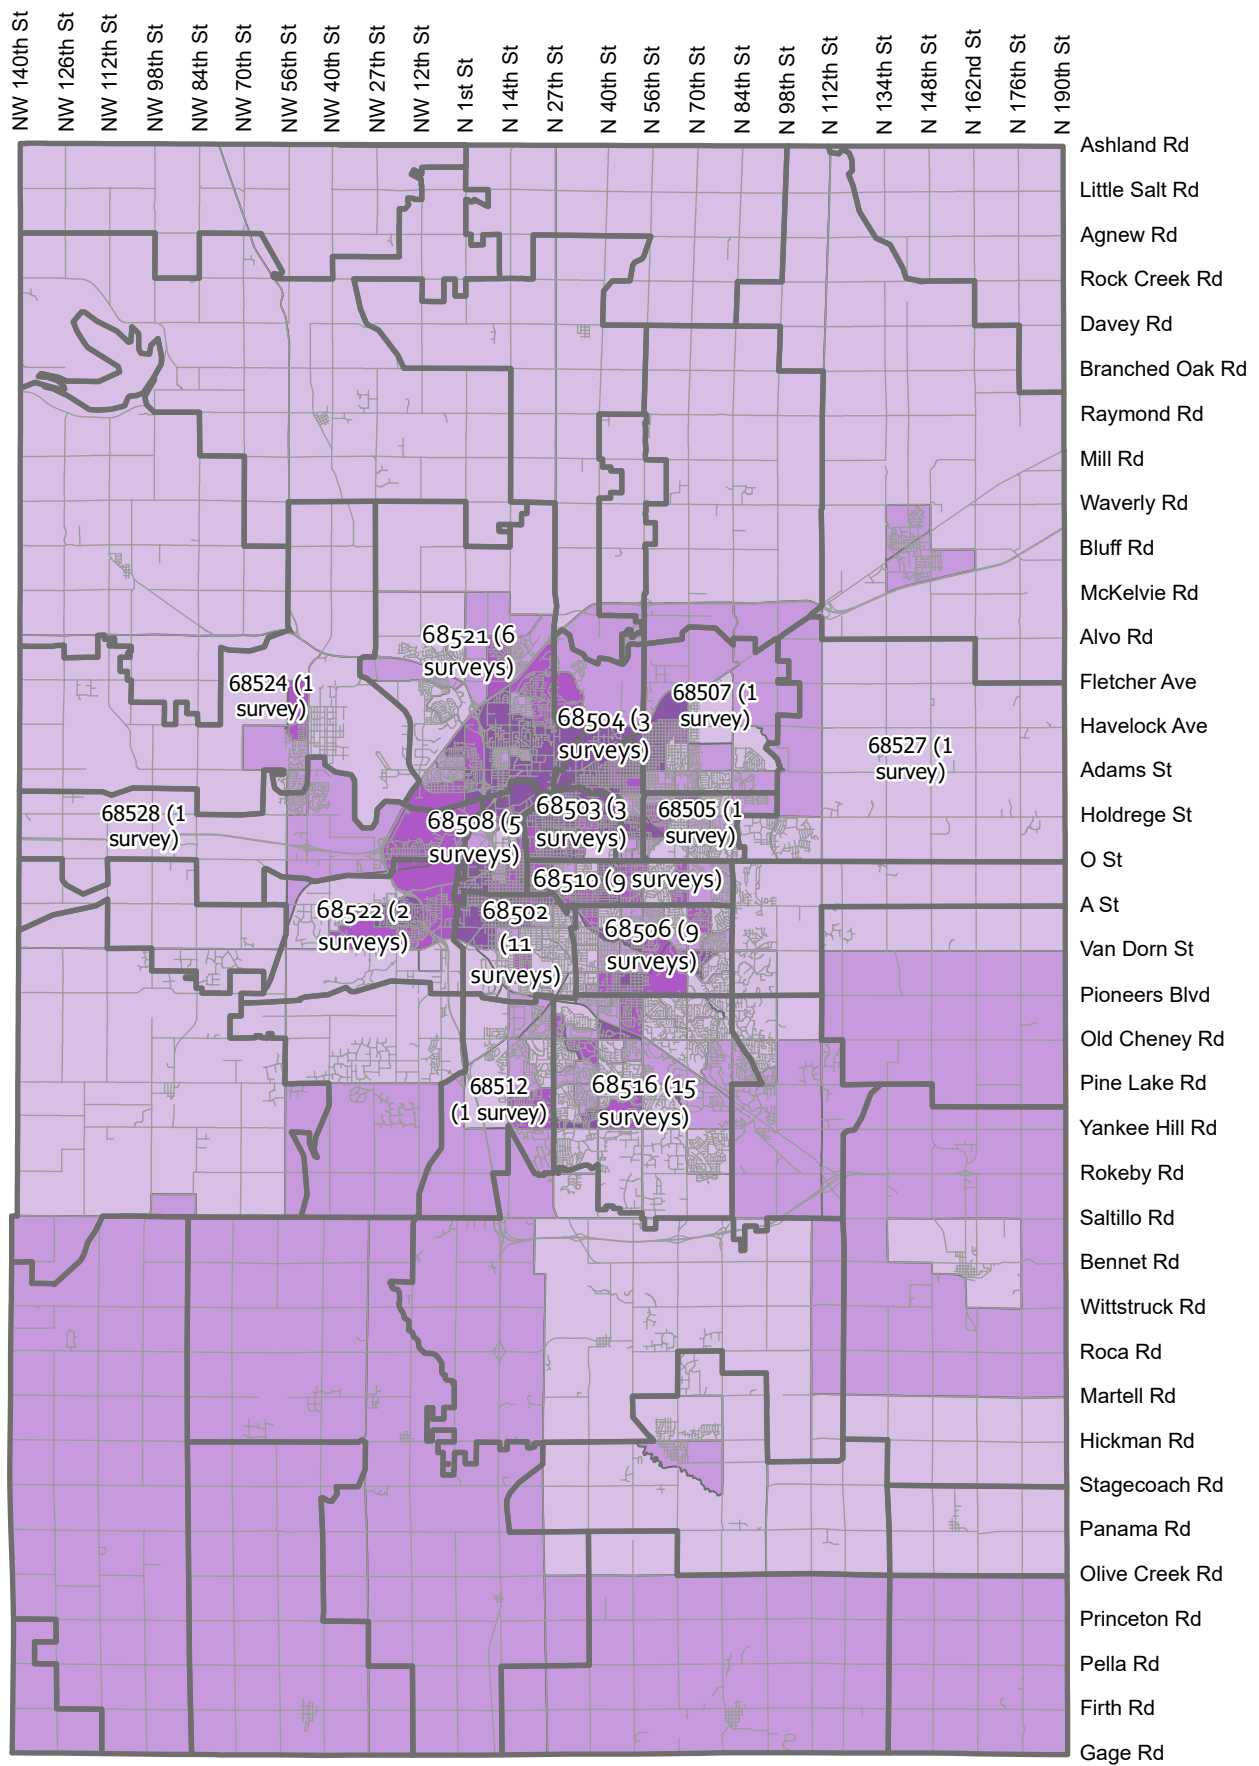 NW 140th St
NW 126th St
NW 112th St
NW 98th St
NW 84th St
NW 70th St
NW 56th St
NW 40th St
NW 27th St
NW 12th St
N 1st St
N 14th St
N 27th St
N 40th St
N 56th St
N 70th St
N 84th St
N 98th St
N 112th St
N 134th St
N 148th St
N 162nd St
N 176th St
N 190th St
Ashland Rd
Little Salt Rd
Agnew Rd
Rock Creek Rd
Davey Rd
Branched Oak Rd
Raymond Rd
Mill Rd
Waverly Rd
Bluff Rd
McKelvie Rd
Alvo Rd
Fletcher Ave
Havelock Ave
Adams St
Holdrege St
O St
A St
Van Dorn St
Pioneers Blvd
Old Cheney Rd
Pine Lake Rd
Yankee Hill Rd
Rokeby Rd
Saltillo Rd
Bennet Rd
Wittstruck Rd
Roca Rd
Martell Rd
Hickman Rd
Stagecoach Rd
Panama Rd
Olive Creek Rd
Princeton Rd
Pella Rd
Firth Rd
Gage Rd
68521 (6
surveys)
68524 (1
survey)
68507 (1
survey)
68504 (3
surveys)
68527 (1
survey)
68528 (1
survey)
68508 (5
surveys)
68503 (3
surveys)
68505 (1
survey)
68510 (9 surveys)
68522 (2
surveys)
68502
(11
surveys)
68506 (9
surveys)
68512
(1 survey)
68516 (15
surveys)